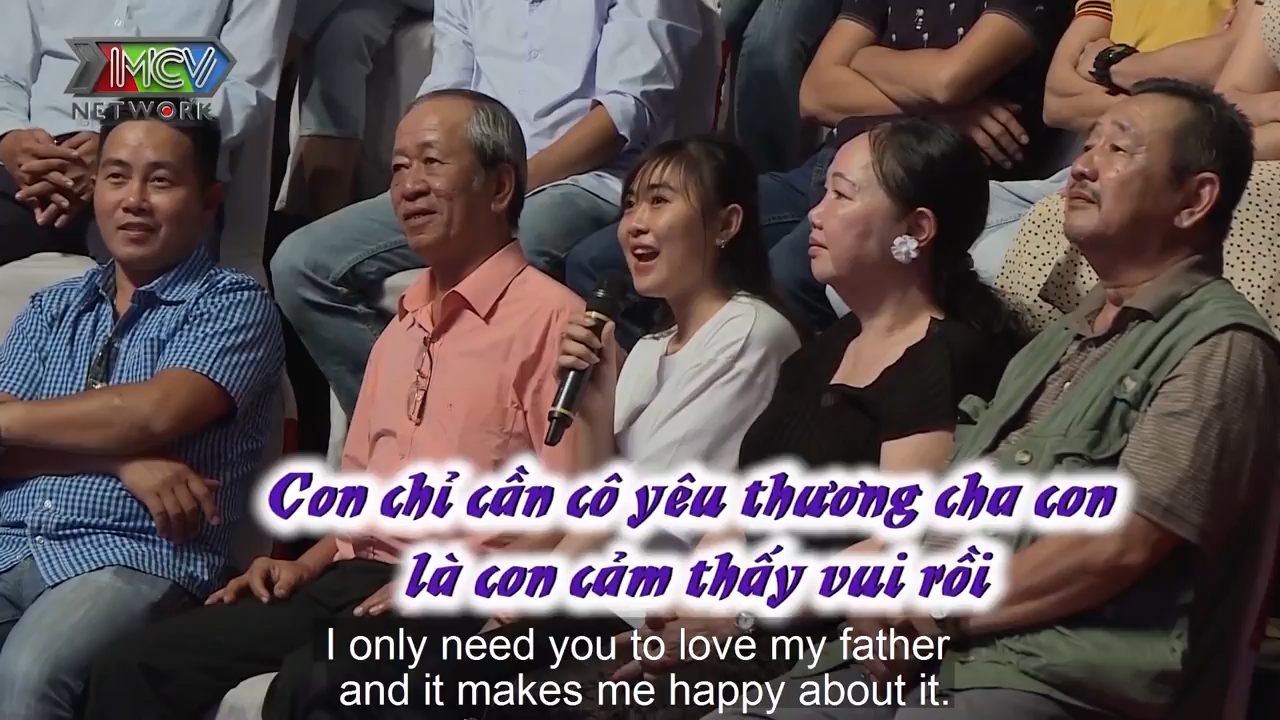 MCV
NETWORK
Con chỉ cần cô yêu thương cha con
là con cảm thấy vui rồi
I only need you to love my father
and it makes me happy about it.